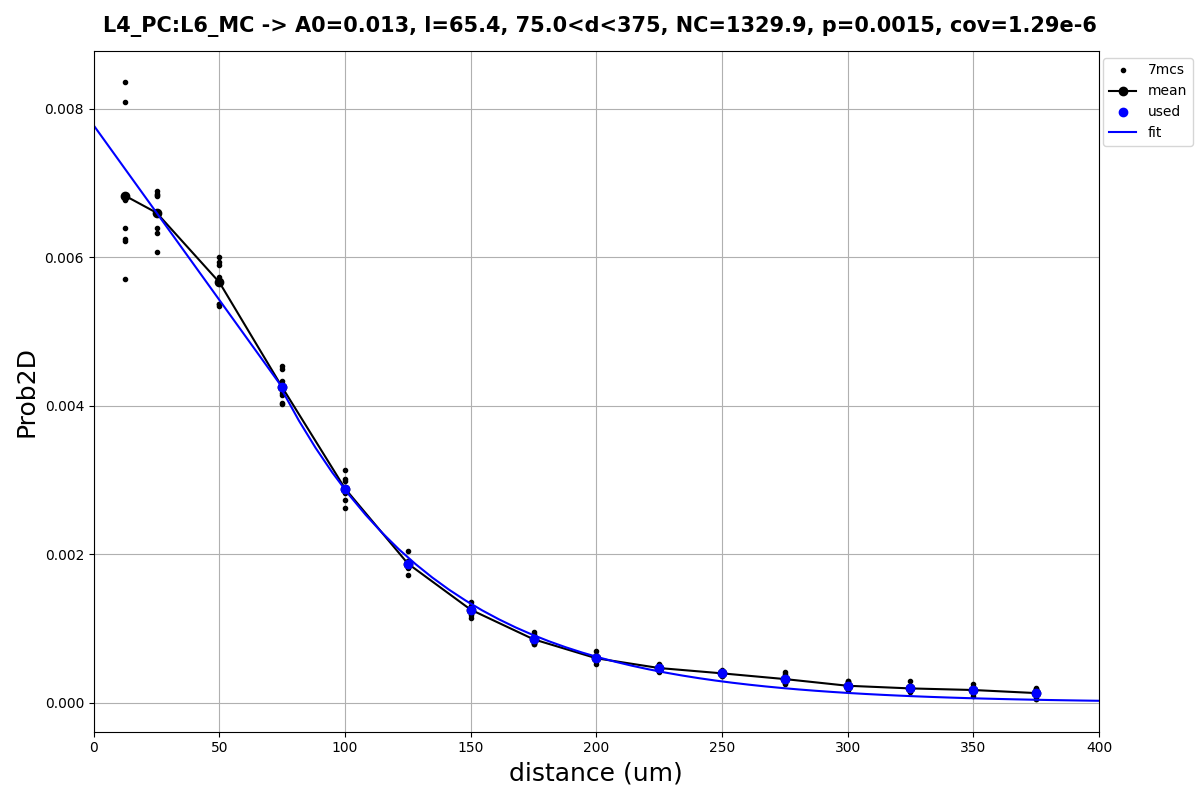 L4_PC:L6_MC -> A0=0.013, l=65.4, 75.0<d<375, NC=1329.9, p=0.0015, cov=1.29e-6
7mcs
mean
used
fit
0.008
0.006
0.004
0.002
0.000
Prob2D
0 50 100 150 200 250 300 350 400
distance (um)